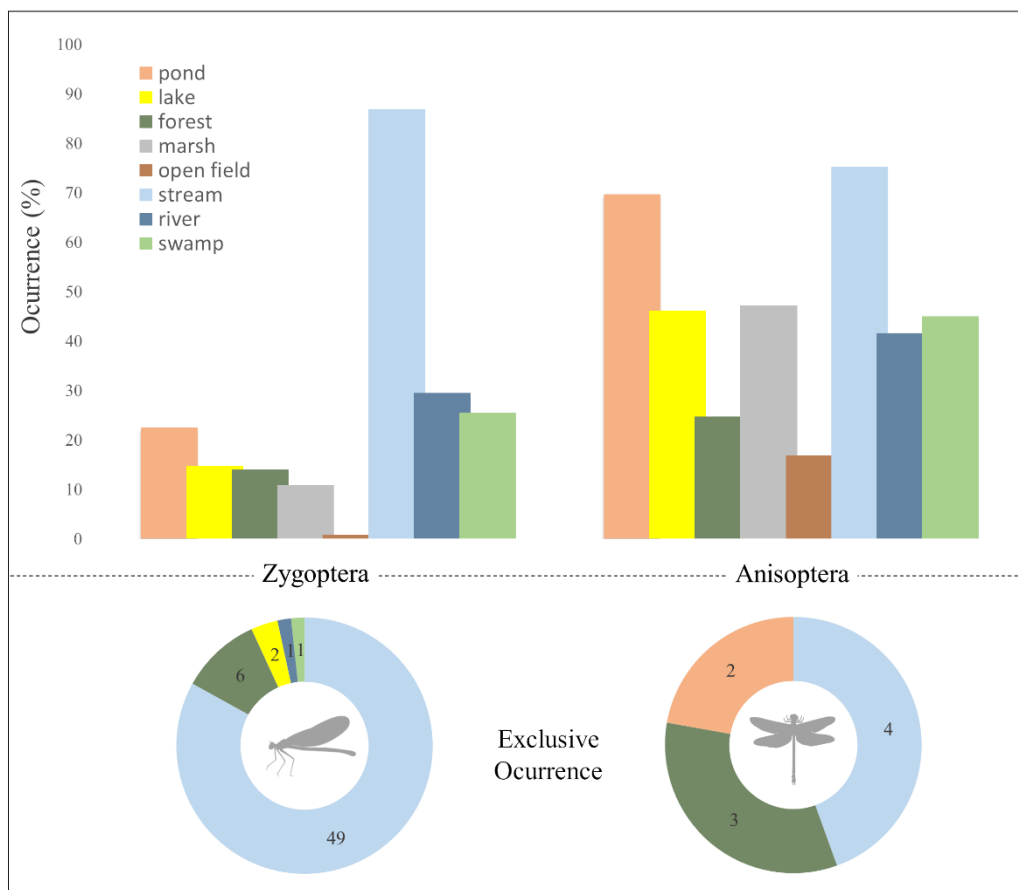 Ocurrence (%)
100
90
80
70
60
50
40
30
20
10
0
pond
lake
forest
marsh
open field
stream
river
swamp
Zygoptera
Anisoptera
6
2
1
1
49
Exclusive
Ocurrence
2
4
3